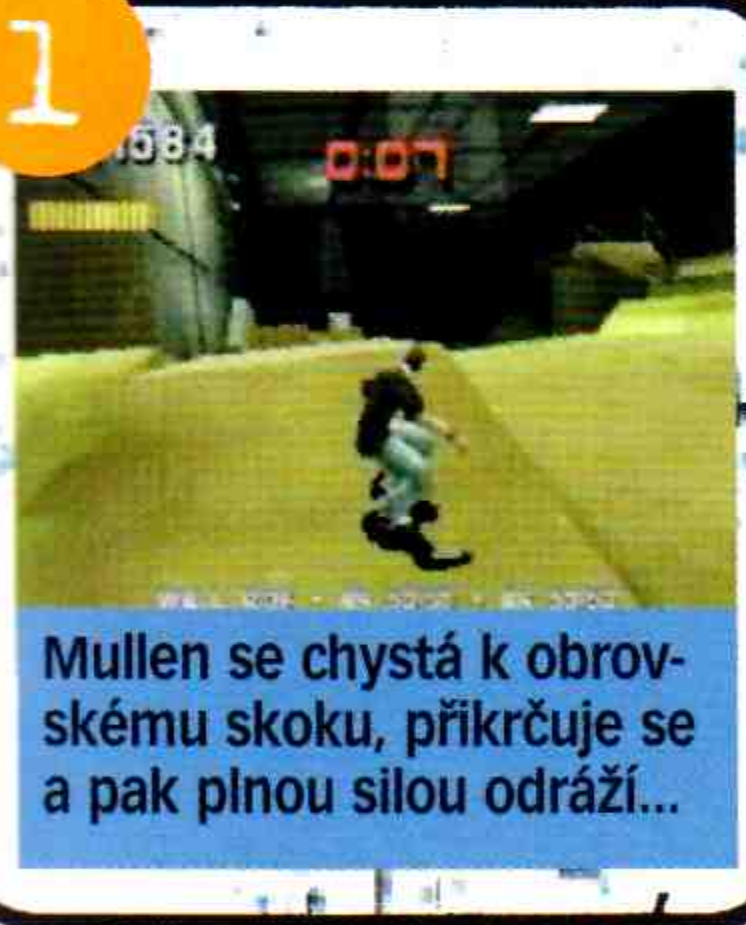 1
584
0:07
Mullen se chystá k obrov-
skému skoku, přikrčuje se
a pak plnou silou odráží...